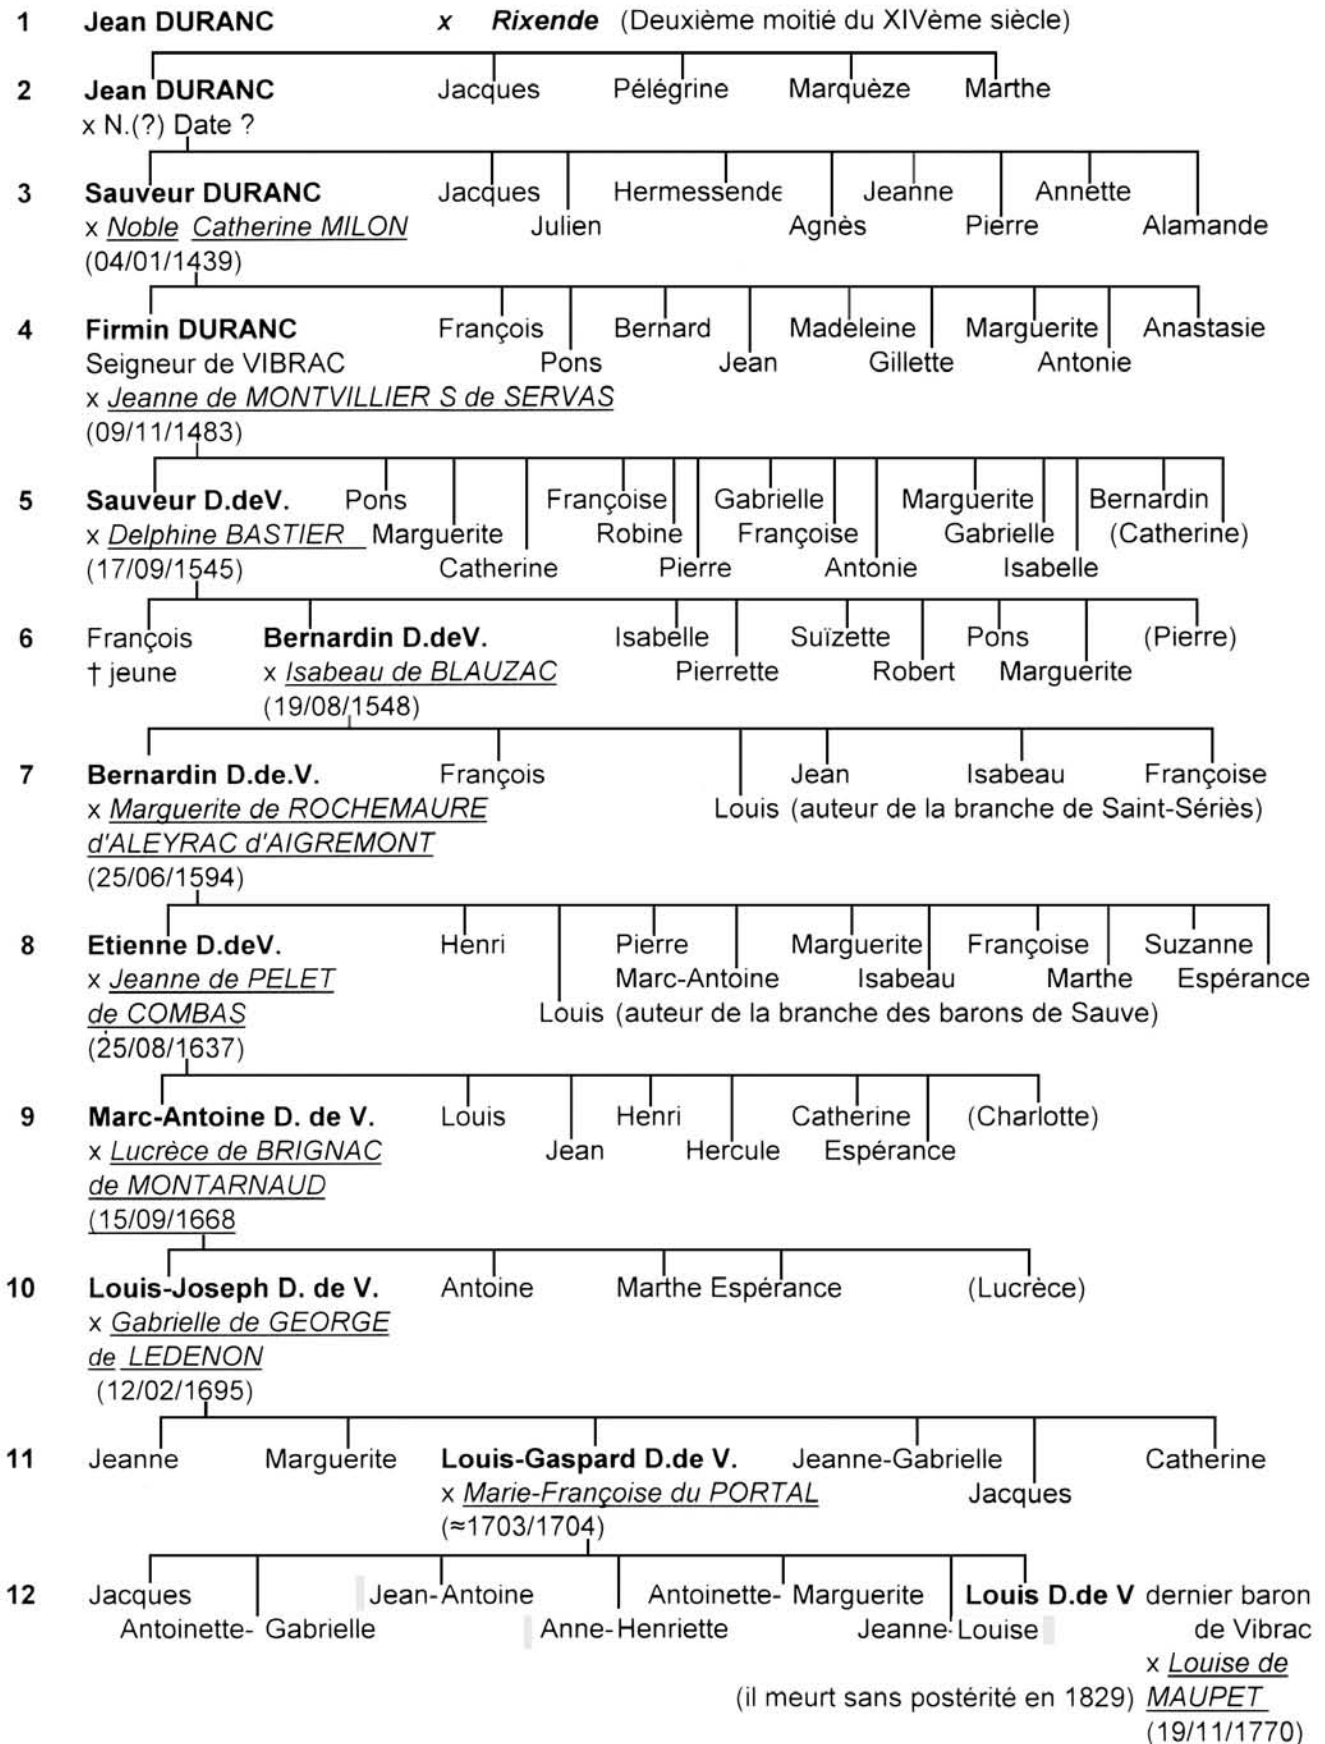 1 Jean DURANC x Rixende (Deuxième moitié du XIVème siècle)
2 Jean DURANC Jacques Pélégrine Marquèze Marthe
x N.(?) Date ?
3 Sauveur DURANC Jacques Hermessende Jeanne Annette
x Noble Catherine MILON Julien Agnès Pierre Alamande
(04/01/1439)
4 Firmin DURANC François Bernard Madeleine Marguerite Anastasie
Seigneur de VIBRAC Pons Jean Gillette Antonie
x Jeanne de MONTVILLIER S de SERVAS
(09/11/1483)
5 Sauveur D.deV. Pons Françoise Gabrielle Marguerite Bernardin
x Delphine BASTIER Marguerite Robine Françoise Gabrielle (Catherine)
(17/09/1545) Catherine Pierre Antonie Isabelle
6 François Bernardin D.deV. Isabelle Suïzette Pons (Pierre)
† jeune x Isabeau de BLAUZAC Pierrette Robert Marguerite
(19/08/1548)
7 Bernardin D.de.V. François Jean Isabeau Françoise
x Marguerite de ROCHEMAURE Louis (auteur de la branche de Saint-Sériès)
d'ALEYRAC d'AIGREMONT
(25/06/1594)
8 Etienne D.deV. Henri Pierre Marguerite Françoise Suzanne
x Jeanne de PELET Marc-Antoine Isabeau Marthe Espérance
de COMBAS Louis (auteur de la branche des barons de Sauve)
(25/08/1637)
9 Marc-Antoine D. de V. Louis Henri Catherine (Charlotte)
x Lucrèce de BRIGNAC Jean Hercule Espérance
de MONTARNAUD
(15/09/1668
10 Louis-Joseph D. de V. Antoine Marthe Espérance (Lucrèce)
x Gabrielle de GEORGE
de LEDENON
(12/02/1695)
11 Jeanne Marguerite Louis-Gaspard D.de V. Jeanne-Gabrielle Catherine
x Marie-Françoise du PORTAL Jacques
(≈1703/1704)
12 Jacques Jean-Antoine Antoinette- Marguerite Louis D.de V dernier baron
Antoinette- Gabrielle Anne-Henriette Jeanne-Louise de Vibrac
x Louise de
(il meurt sans postérité en 1829) MAUPET
(19/11/1770)